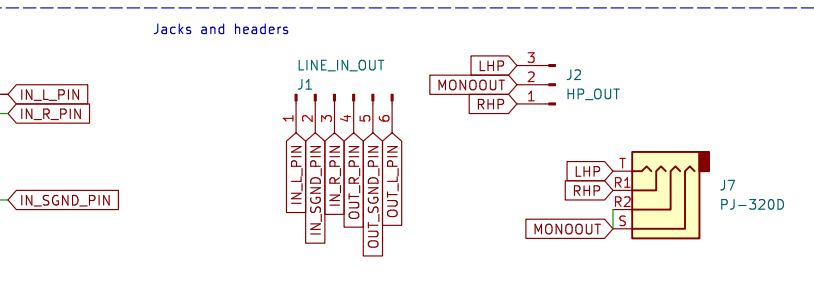 Jacks and headers
IN_L_PIN
IN_R_PIN
IN_SGND_PIN
LINE_IN_OUT
J1
1
2
3
4
5
6
IN_L_PIN
IN_SGND_PIN
IN_R_PIN
OUT_R_PIN
OUT_SGND_PIN
OUT_L_PIN
LHP 3
MONOOUT 2
RHP 1
J2
HP_OUT
LHP T
RHP R1
R2
MONOOUT S
J7
PJ-320D